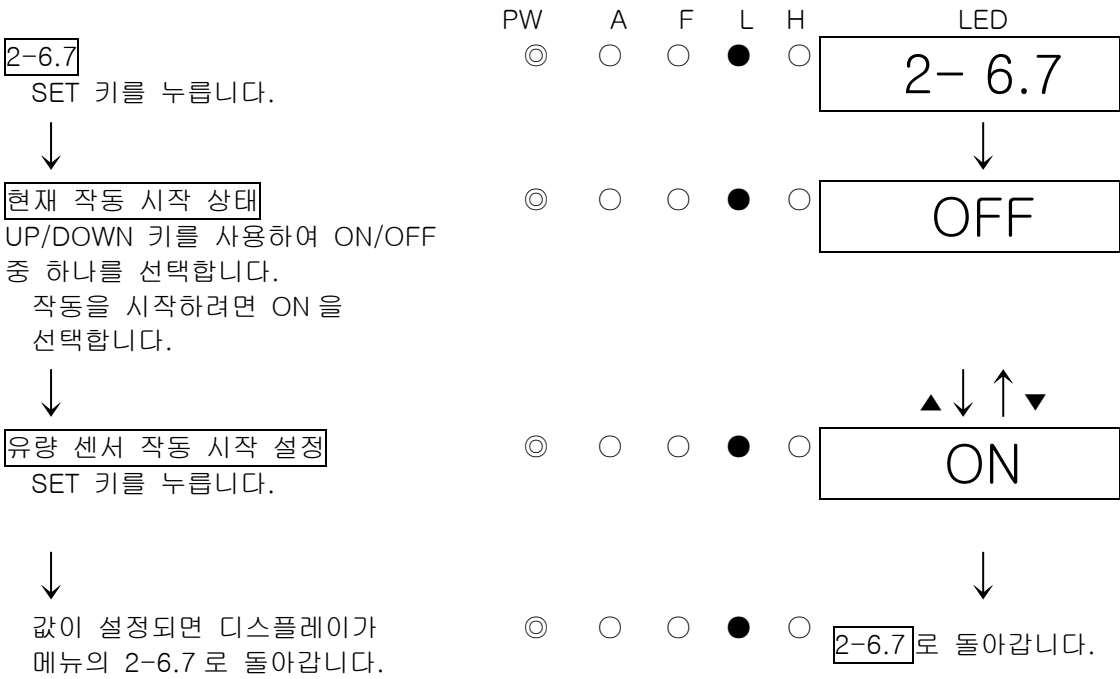 PW A F L H LED
2-6.7 ◎ ○ ○ ● ○ 2- 6.7
SET 키를 누릅니다.
↓ ↓
현재 작동 시작 상태 ◎ ○ ○ ● ○ OFF
UP/DOWN 키를 사용하여 ON/OFF
중 하나를 선택합니다.
작동을 시작하려면 ON 을
선택합니다.
↓ ▲↓ ↑▼
유량 센서 작동 시작 설정 ◎ ○ ○ ● ○ ON
SET 키를 누릅니다.
↓ ↓
값이 설정되면 디스플레이가 ◎ ○ ○ ● ○ 2-6.7 로 돌아갑니다.
메뉴의 2-6.7 로 돌아갑니다.